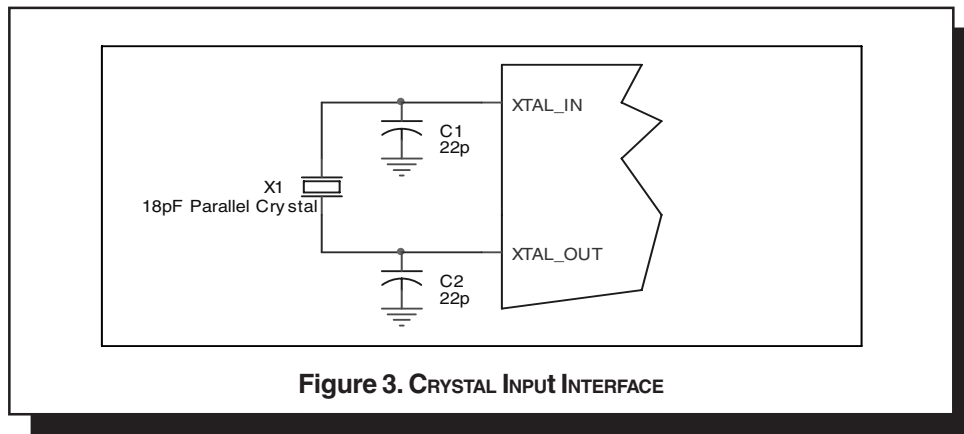 XTAL_IN
C1
22p
X1
18pF Parallel Crystal
XTAL_OUT
C2
22p
Figure 3. CRYSTAL INPUt INTERFACE